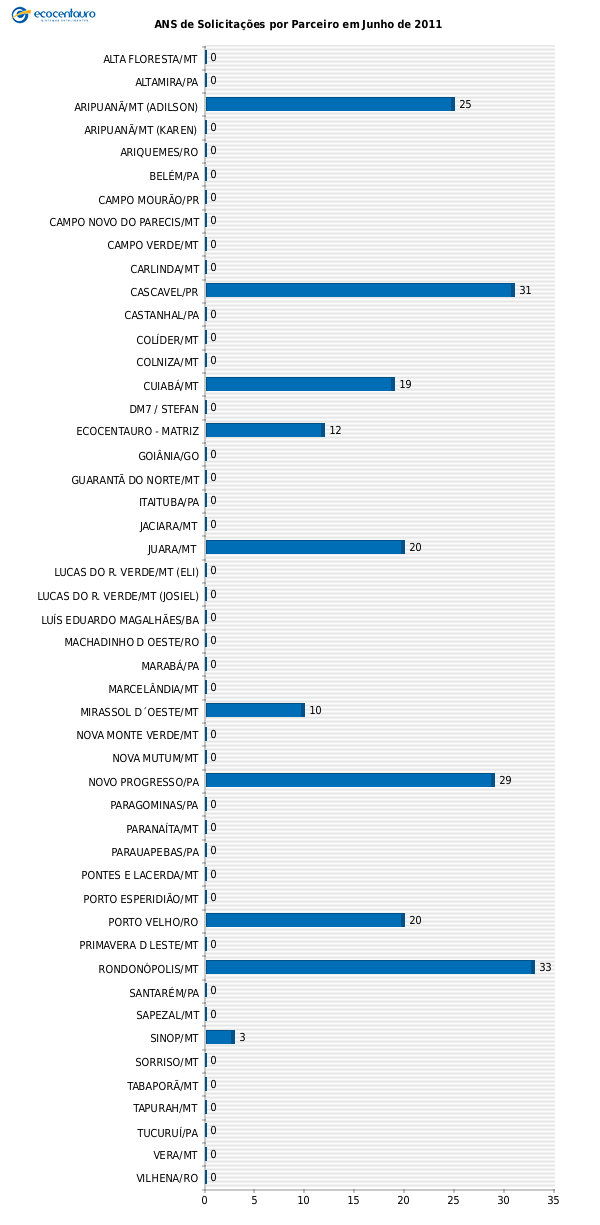 ecocentauro
ANS de Solicitações por Parceiro em Junho de 2011
ALTA FLORESTA/MT 0
ALTAMIRA/PA 0
ARIPUANÃ/MT (ADILSON) 25
ARIPUANÃ/MT (KAREN) 0
ARIQUEMES/RO 0
BELÉM/PA 0
CAMPO MOURÃO/PR 0
CAMPO NOVO DO PARECIS/MT 0
CAMPO VERDE/MT 0
CARLINDA/MT 0
CASCAVEL/PR 31
CASTANHAL/PA 0
COLÍDER/MT 0
COLNIZA/MT 0
CUIABÁ/MT 19
DM7 / STEFAN 0
ECOCENTAURO - MATRIZ 12
GOIÂNIA/GO 0
GUARANTÃ DO NORTE/MT 0
ITAITUBA/PA 0
JACIARA/MT 0
JUARA/MT 20
LUCAS DO R. VERDE/MT (ELI) 0
LUCAS DO R. VERDE/MT (JOSIEL) 0
LUÍS EDUARDO MAGALHÃES/BA 0
MACHADINHO D OESTE/RO 0
MARABÁ/PA 0
MARCELÂNDIA/MT 0
MIRASSOL D´OESTE/MT 10
NOVA MONTE VERDE/MT 0
NOVA MUTUM/MT 0
NOVO PROGRESSO/PA 29
PARAGOMINAS/PA 0
PARANAÍTA/MT 0
PARAUAPEBAS/PA 0
PONTES E LACERDA/MT 0
PORTO ESPERIDIÃO/MT 0
PORTO VELHO/RO 20
PRIMAVERA D LESTE/MT 0
RONDONÓPOLIS/MT 33
SANTARÉM/PA 0
SAPEZAL/MT 0
SINOP/MT 3
SORRISO/MT 0
TABAPORÃ/MT 0
TAPURAH/MT 0
TUCURUÍ/PA 0
VERA/MT 0
VILHENA/RO 0
0 5 10 15 20 25 30 35